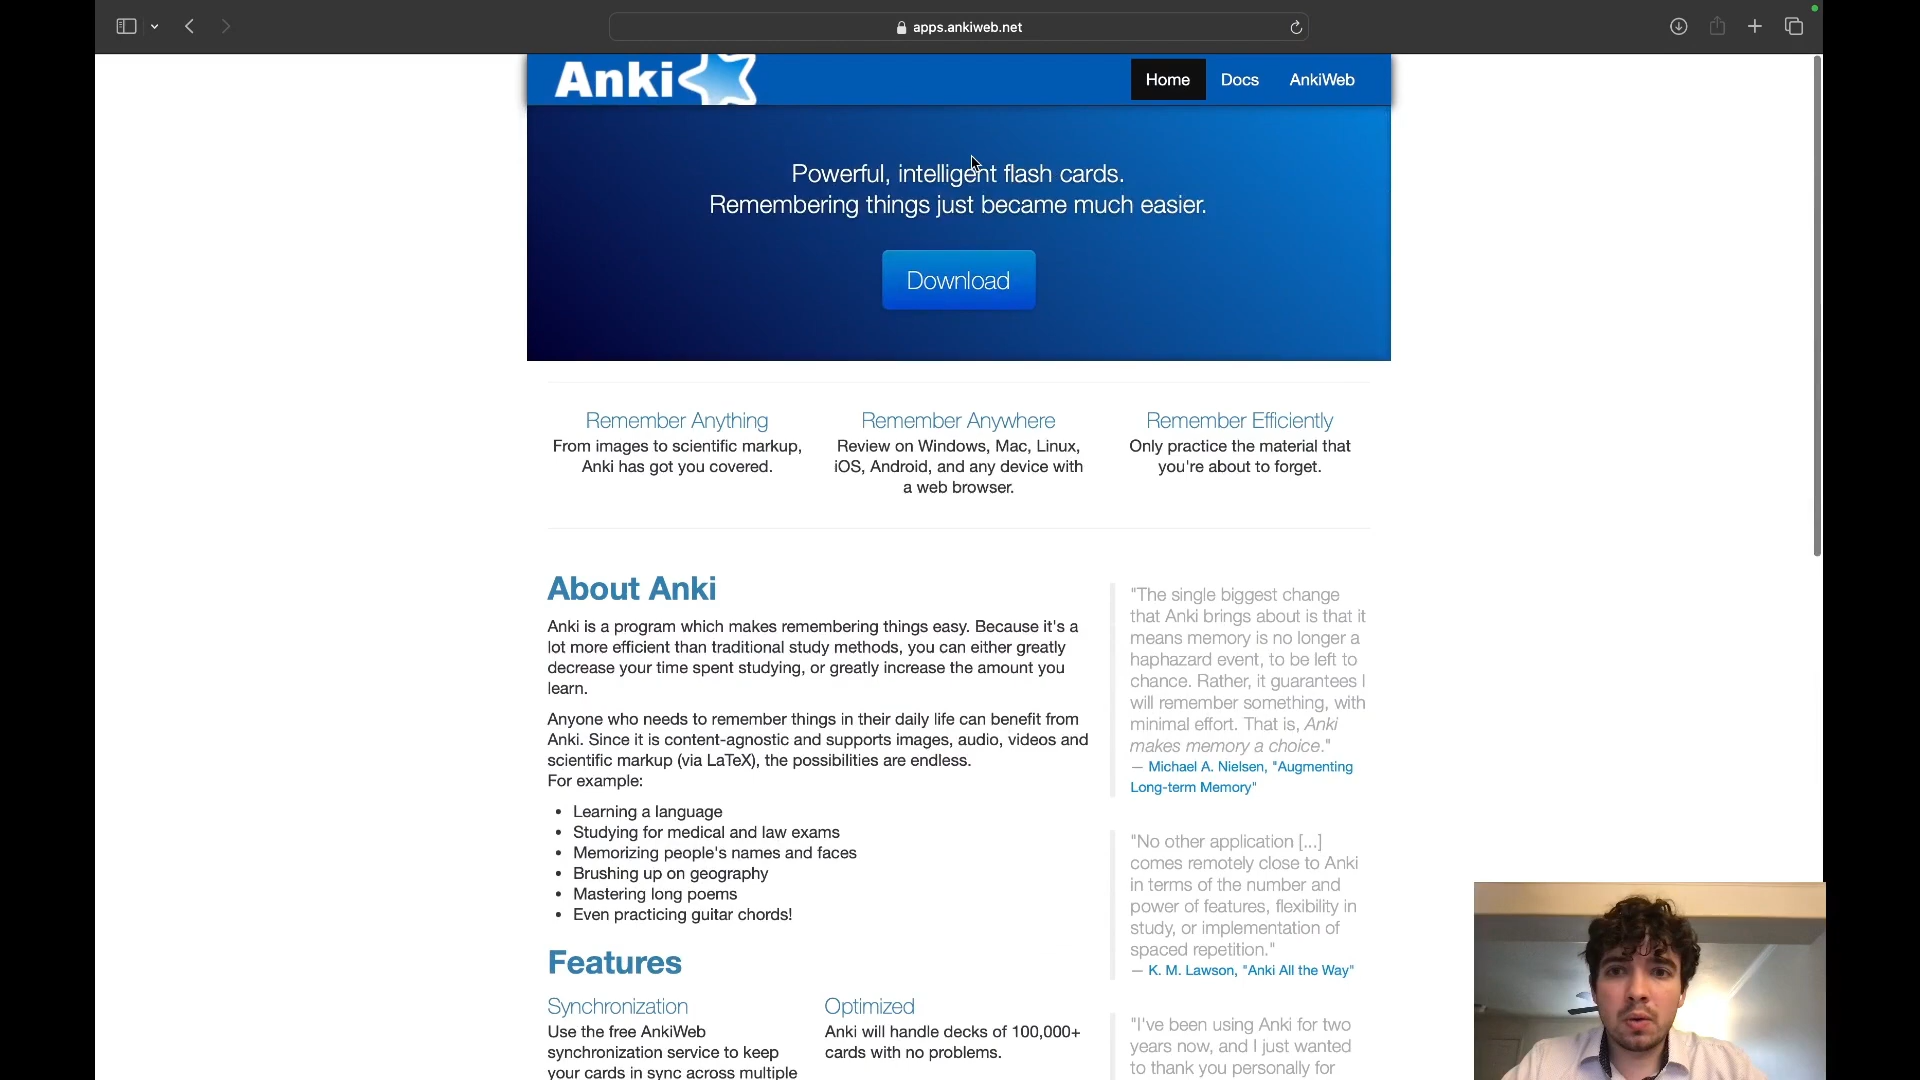 apps.ankiweb.net
Anki
Home Docs AnkiWeb
Powerful, intelligent flash cards.
Remembering things just became much easier.
Download
Remember Anything
From images to scientific markup,
Anki has got you covered.
Remember Anywhere
Review on Windows, Mac, Linux,
iOS, Android, and any device with
a web browser.
Remember Efficiently
Only practice the material that
you're about to forget.
About Anki
Anki is a program which makes remembering things easy. Because it's a
lot more efficient than traditional study methods, you can either greatly
decrease your time spent studying, or greatly increase the amount you
learn.
Anyone who needs to remember things in their daily life can benefit from
Anki. Since it is content-agnostic and supports images, audio, videos and
scientific markup (via LaTeX), the possibilities are endless.
For example:
• Learning a language
• Studying for medical and law exams
• Memorizing people's names and faces
• Brushing up on geography
• Mastering long poems
• Even practicing guitar chords!
Features
Synchronization
Use the free AnkiWeb
synchronization service to keep
your cards in sync across multiple
Optimized
Anki will handle decks of 100,000+
cards with no problems.
"The single biggest change
that Anki brings about is that it
means memory is no longer a
haphazard event, to be left to
chance. Rather, it guarantees I
will remember something, with
minimal effort. That is, Anki
makes memory a choice."
— Michael A. Nielsen, "Augmenting
Long-term Memory"
"No other application [...]
comes remotely close to Anki
in terms of the number and
power of features, flexibility in
study, or implementation of
spaced repetition."
— K. M. Lawson, "Anki All the Way"
"I've been using Anki for two
years now, and I just wanted
to thank you personally for